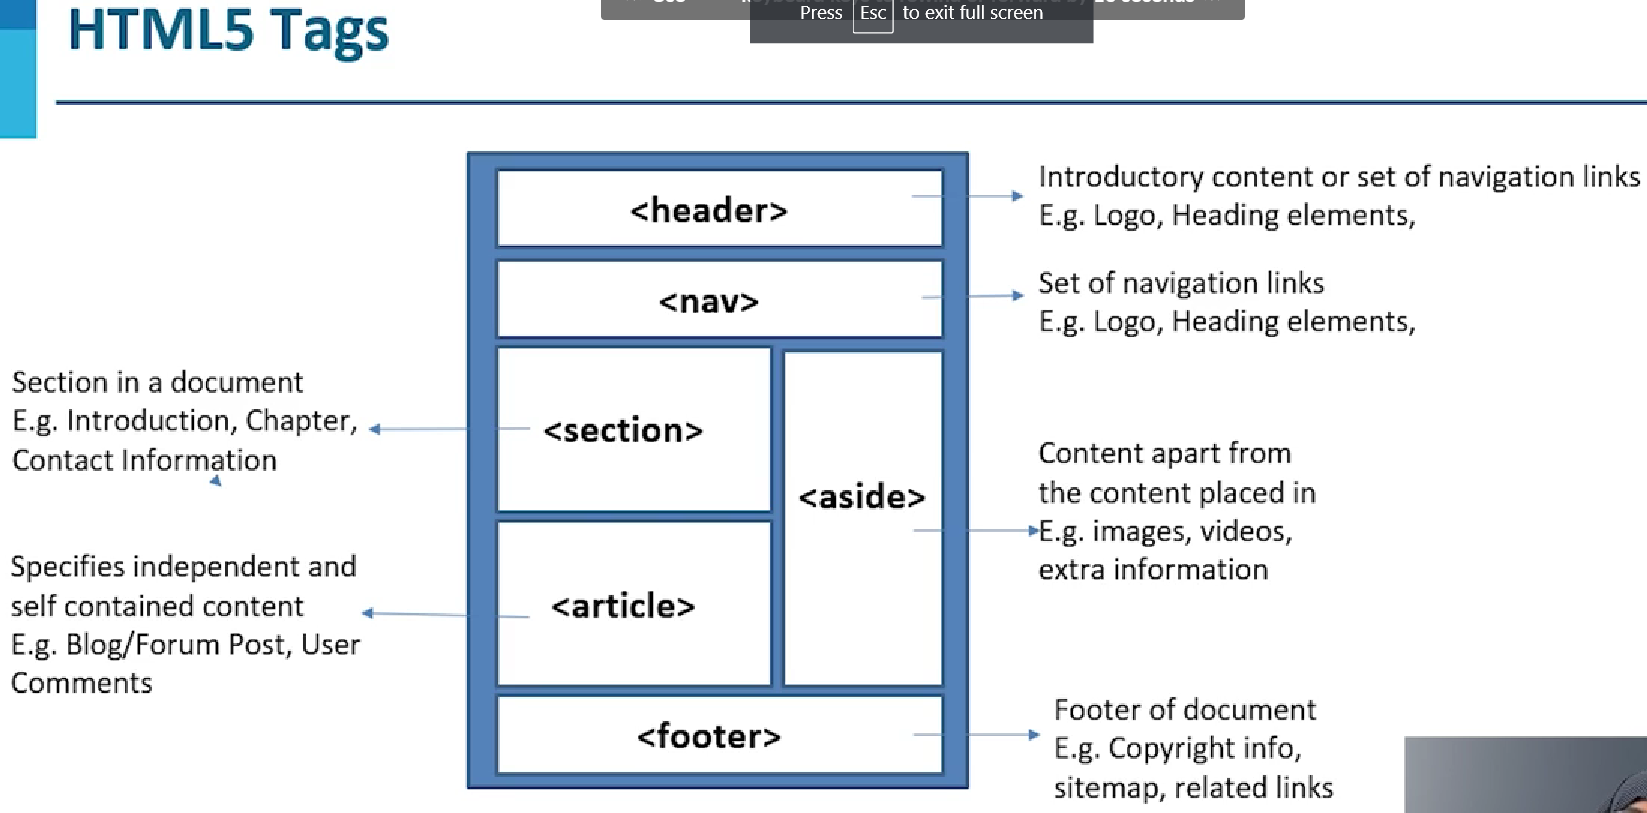 HTML5 Tags
Press Esc to exit full screen
<header>
Introductory content or set of navigation links
E.g. Logo, Heading elements,
<nav>
Set of navigation links
E.g. Logo, Heading elements,
Section in a document
E.g. Introduction, Chapter,
Contact Information
<section>
<aside>
Content apart from
the content placed in
E.g. images, videos,
extra information
Specifies independent and
self contained content
E.g. Blog/Forum Post, User
Comments
<article>
<footer>
Footer of document
E.g. Copyright info,
sitemap, related links